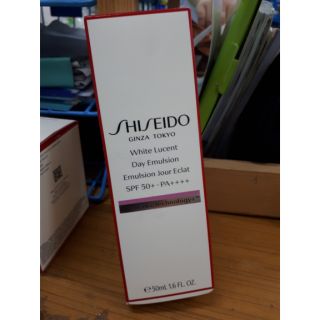 SHISEIDO
GINZA TOKYO
White Lucent
Day Emulsion
Emulsion Jour Eclat
SPF 50+ · PA++++
℮50mL 1.6 FL. OZ.